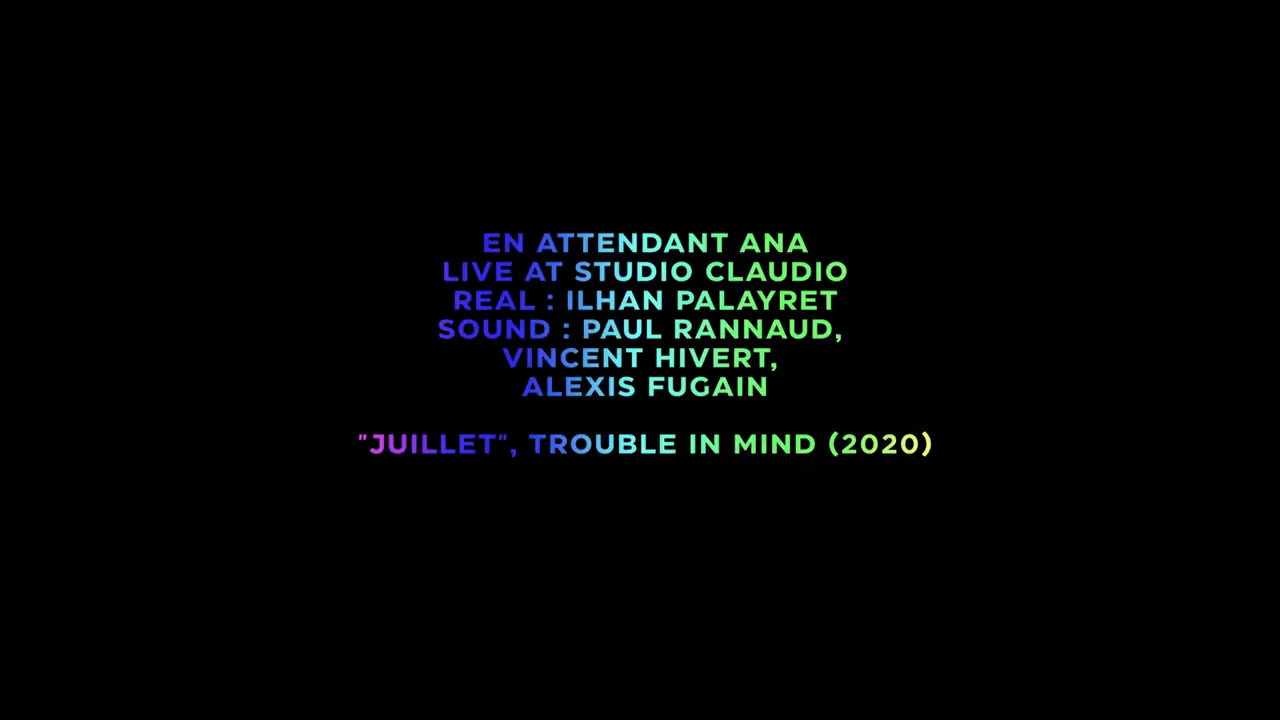 EN ATTENDANT ANA
LIVE AT STUDIO CLAUDIO
REAL : ILHAN PALAYRET
SOUND : PAUL RANNAUD,
VINCENT HIVERT,
ALEXIS FUGAIN
"JUILLET", TROUBLE IN MIND (2020)